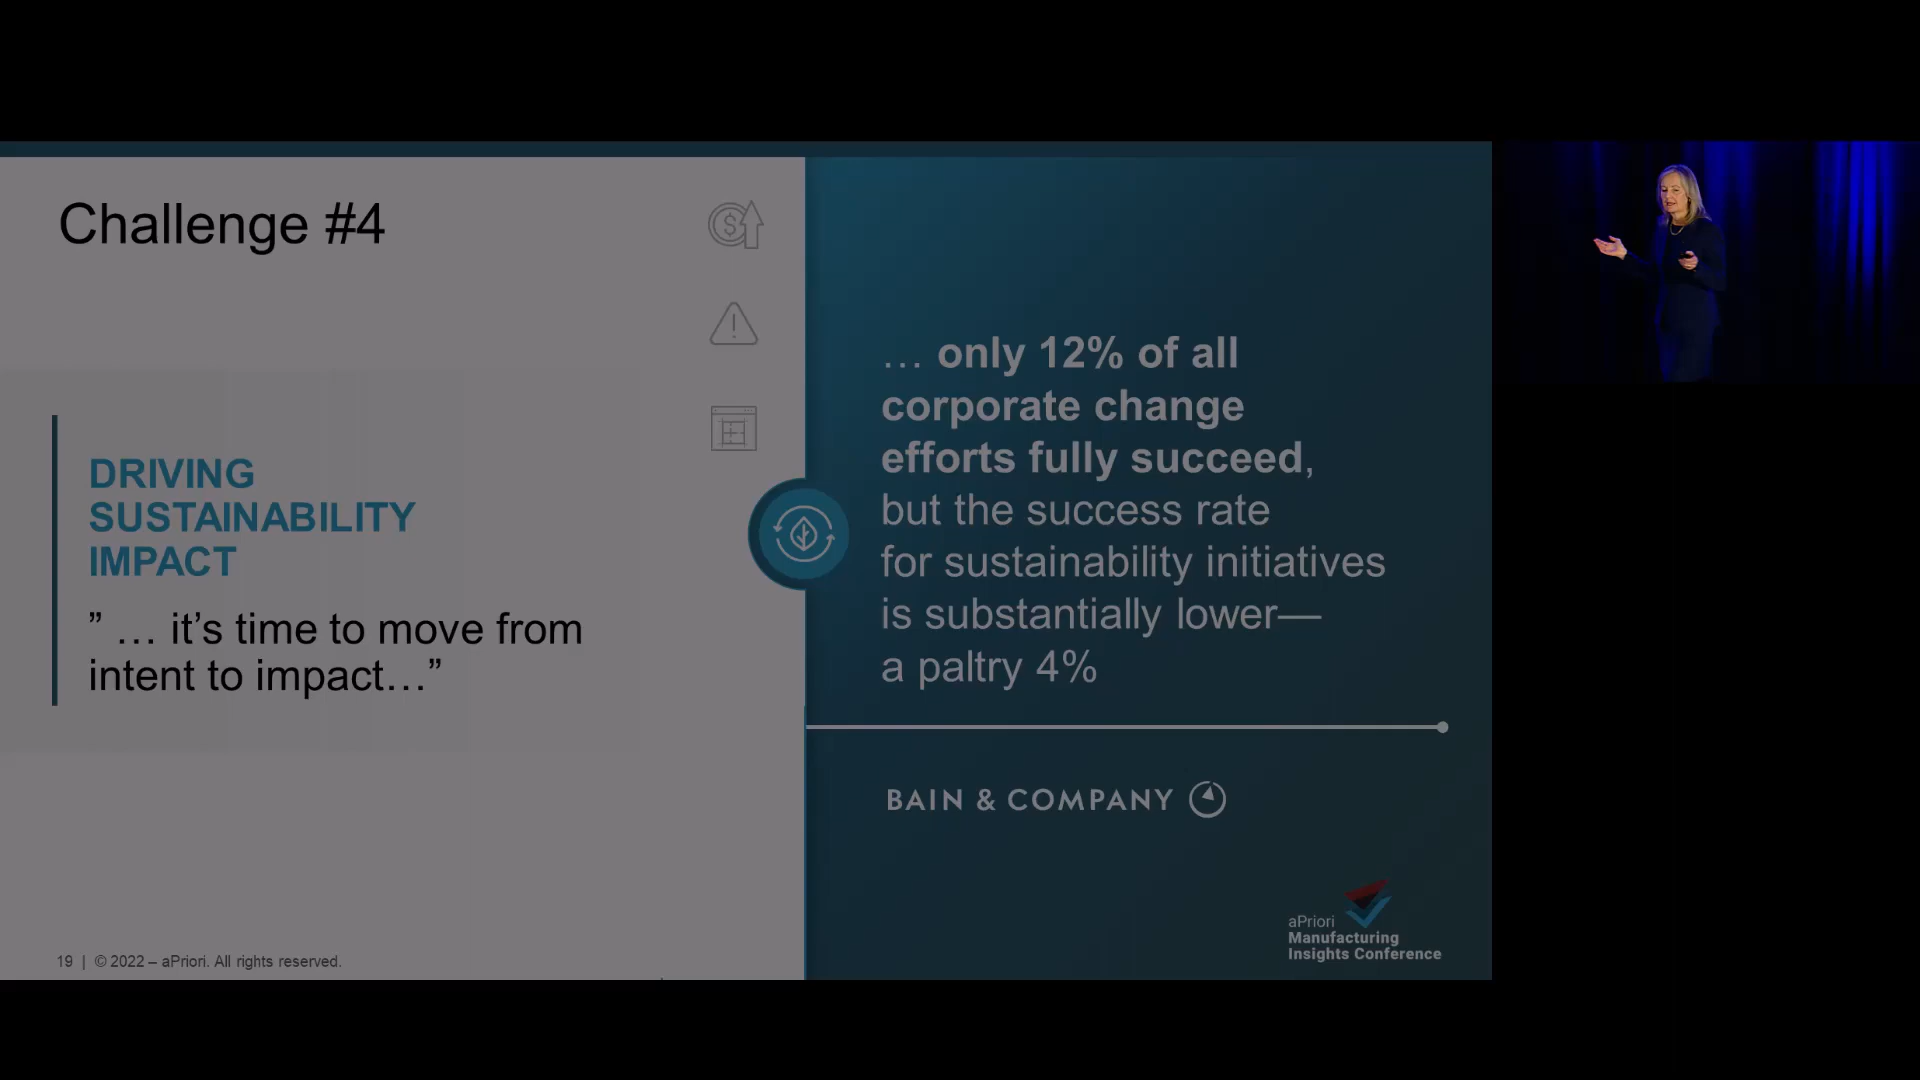 Challenge #4
DRIVING
SUSTAINABILITY
IMPACT
” … it’s time to move from
intent to impact…”
… only 12% of all
corporate change
efforts fully succeed,
but the success rate
for sustainability initiatives
is substantially lower—
a paltry 4%
BAIN & COMPANY
aPriori
Manufacturing
Insights Conference
19 | © 2022 – aPriori. All rights reserved.